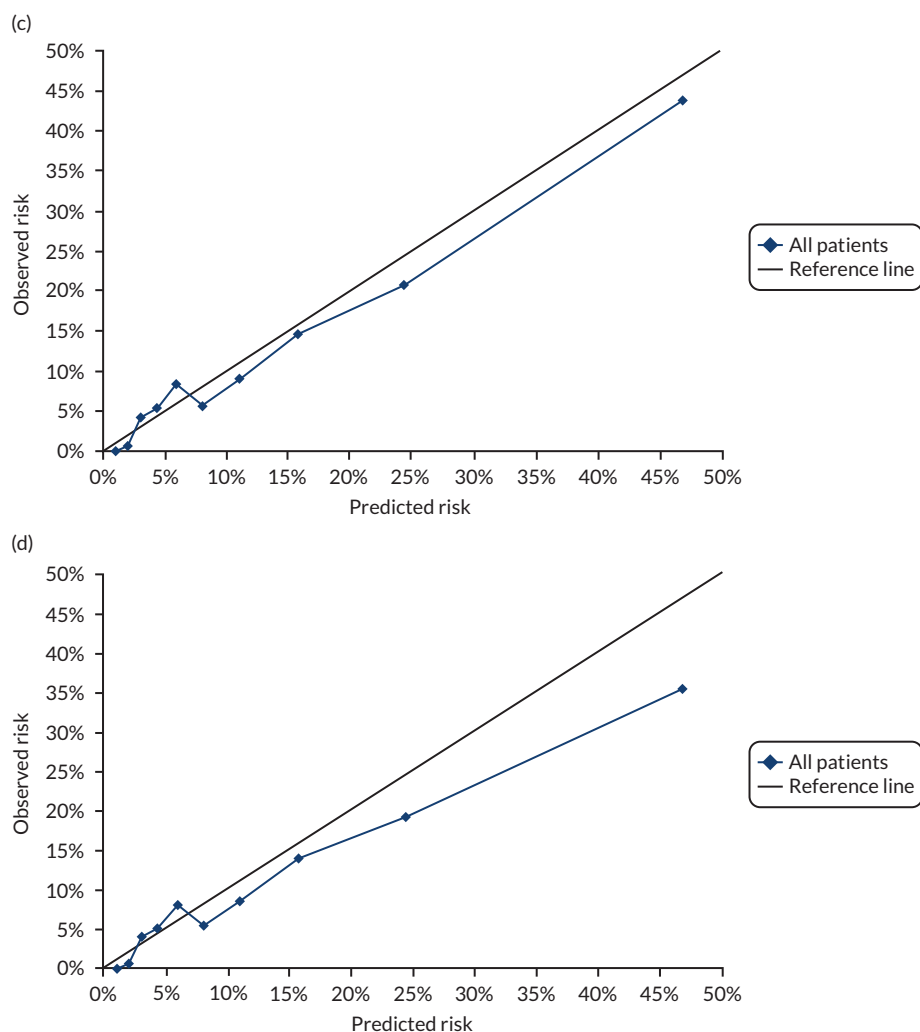 (c)
50%
45%
40%
35%
30%
25%
20%
15%
10%
5%
0%
Observed risk
0% 5% 10% 15% 20% 25% 30% 35% 40% 45% 50%
Predicted risk
All patients
Reference line
(d)
50%
45%
40%
35%
30%
25%
20%
15%
10%
5%
0%
Observed risk
0% 5% 10% 15% 20% 25% 30% 35% 40% 45% 50%
Predicted risk
All patients
Reference line